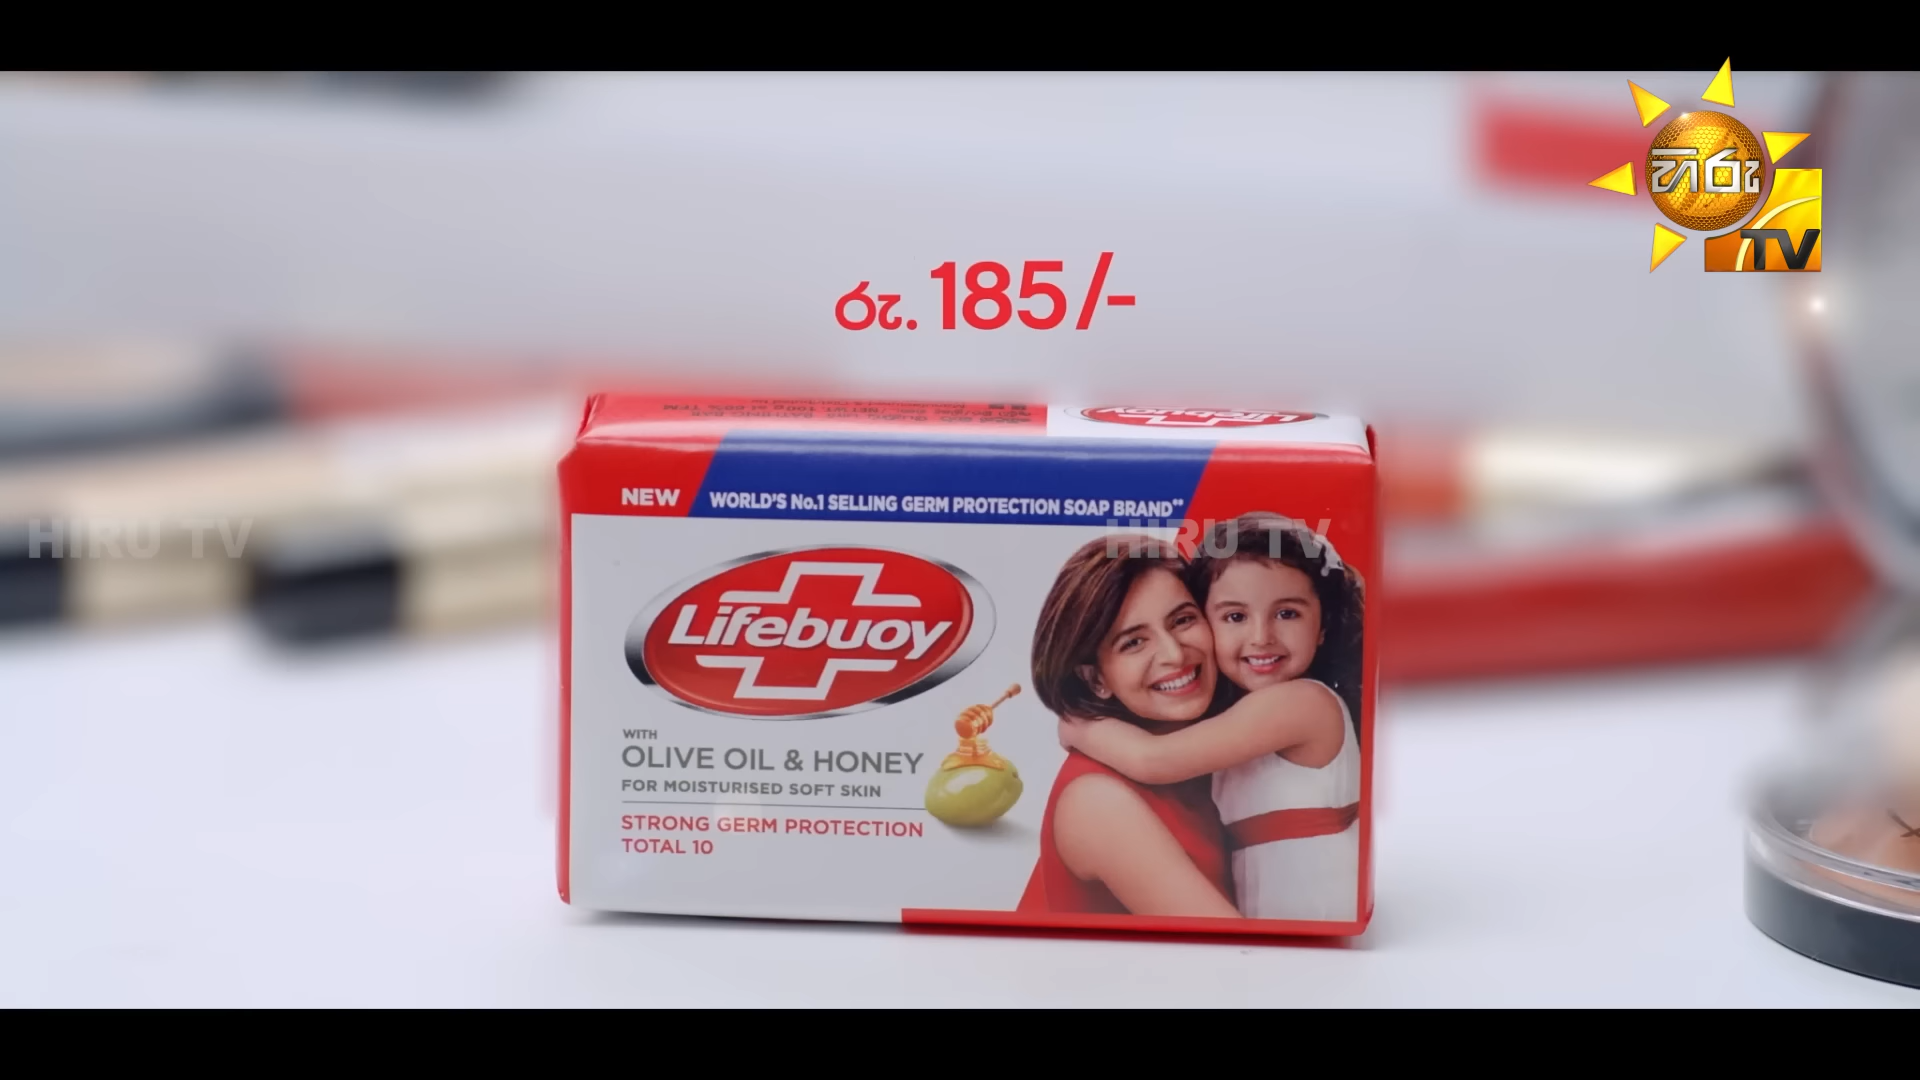 හිරු
TV
රු. 185/-
Lifebuoy
NEW
WORLD'S No.1 SELLING GERM PROTECTION SOAP BRAND**
HIRU TV
HIRU TV
Lifebuoy
WITH
OLIVE OIL & HONEY
FOR MOISTURISED SOFT SKIN
STRONG GERM PROTECTION
TOTAL 10